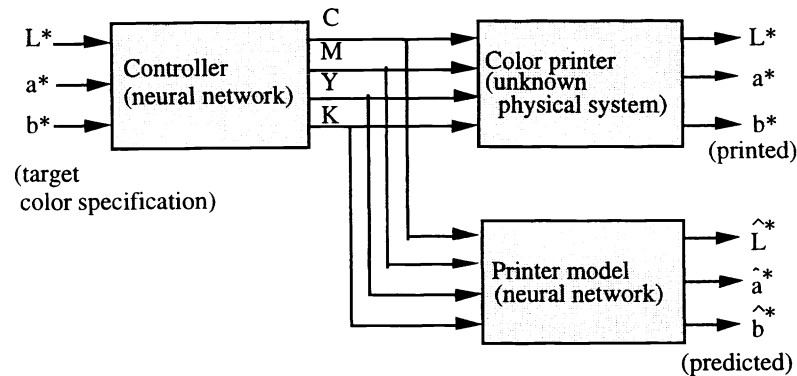 L*
a*
b*
(target
color specification)
Controller
(neural network)
C
M
Y
K
Color printer
(unknown
physical system)
L*
a*
b*
(printed)
Printer model
(neural network)
L̂*
â*
b̂*
(predicted)